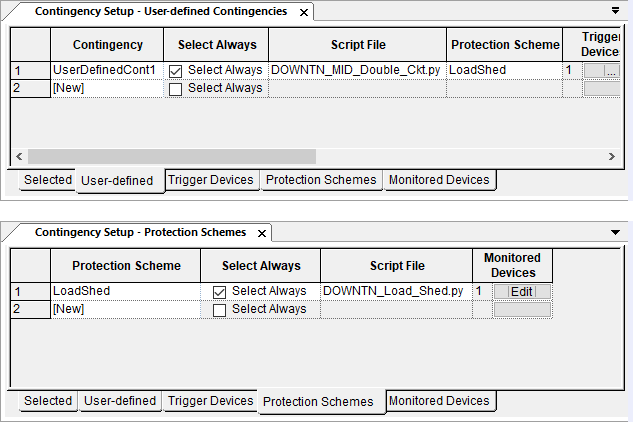 Contingency Setup - User-defined Contingencies
Contingency Select Always Script File Protection Scheme Trigger Device
1 UserDefinedCont1 Select Always DOWNTN_MID_Double_Ckt.py LoadShed 1 ...
2 [New] Select Always
Selected User-defined Trigger Devices Protection Schemes Monitored Devices
Contingency Setup - Protection Schemes
Protection Scheme Select Always Script File Monitored Devices
1 LoadShed Select Always DOWNTN_Load_Shed.py 1 Edit
2 [New] Select Always
Selected User-defined Trigger Devices Protection Schemes Monitored Devices